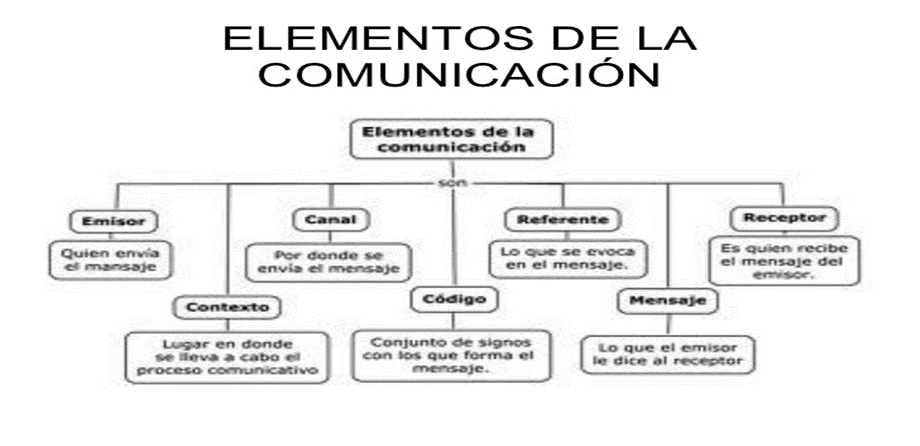 ELEMENTOS DE LA
COMUNICACIÓN
Elementos de la
comunicación
son
Emisor
Quien envía
el mansaje
Contexto
Lugar en donde
se lleva a cabo el
proceso comunicativo
Canal
Por donde se
envía el mensaje
Código
Conjunto de signos
con los que forma el
mensaje.
Referente
Lo que se evoca
en el mensaje.
Mensaje
Lo que el emisor
le dice al receptor
Receptor
Es quien recibe
el mensaje del
emisor.